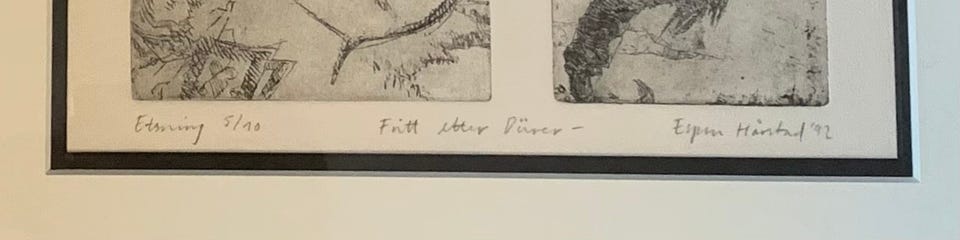 Etsning 5/10 Fritt etter Dürer – Espen Hårstad '92